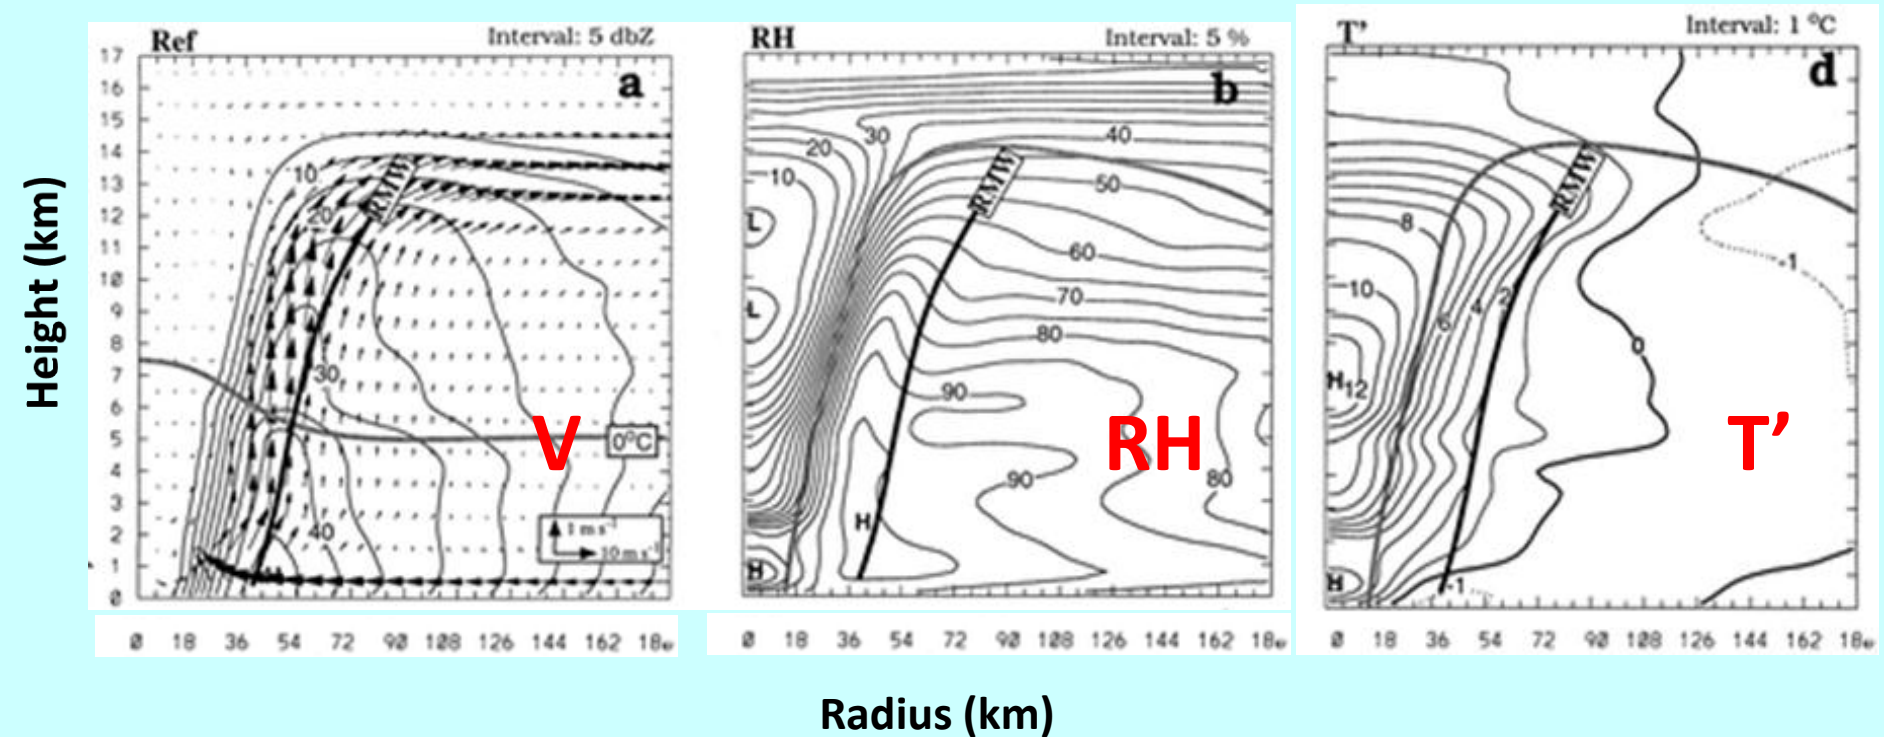 Ref Interval: 5 dbZ
a
17
16
15
14
13
12
11
10
9
8
7
6
5
4
3
2
1
0
10
20
RMW
30
40
V
0°C
1 m s⁻¹
10 m s⁻¹
0 18 36 54 72 90 108 126 144 162
RH Interval: 5 %
b
30
40
20
10
50
L
60
L
70
80
90
90
80
H
H
RMW
RH
0 18 36 54 72 90 108 126 144 162
T' Interval: 1 °C
d
RMW
8
-1
10
2
4
6
0
H 12
H
-1
T’
0 18 36 54 72 90 108 126 144 162
Height (km)
Radius (km)